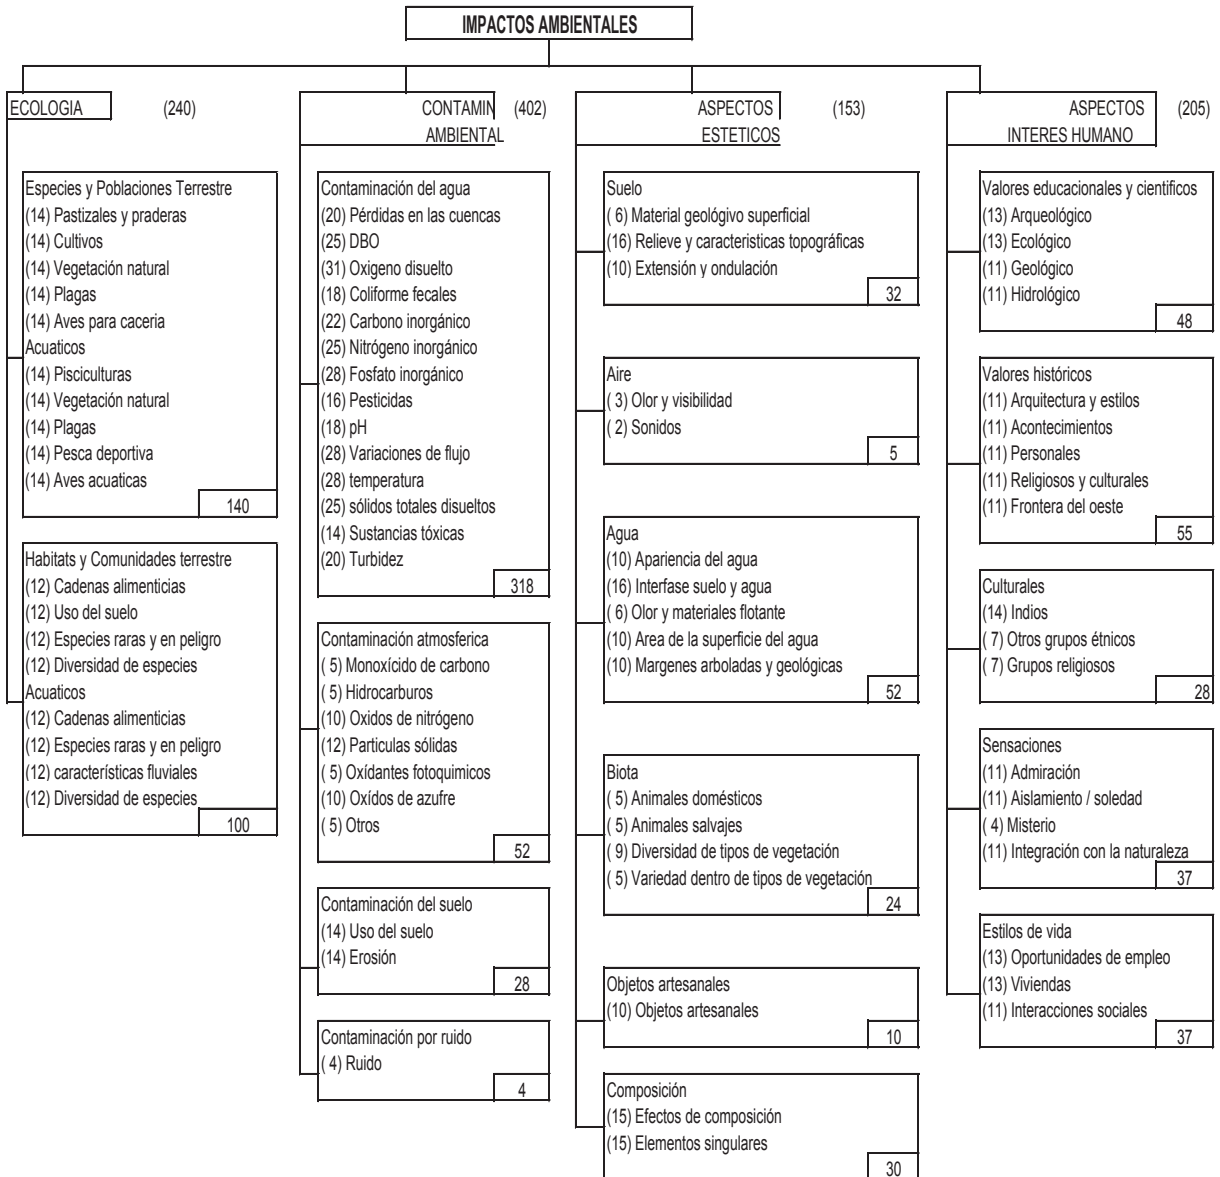 IMPACTOS AMBIENTALES
ECOLOGIA (240)
Especies y Poblaciones Terrestre
(14) Pastizales y praderas
(14) Cultivos
(14) Vegetación natural
(14) Plagas
(14) Aves para caceria
Acuaticos
(14) Pisciculturas
(14) Vegetación natural
(14) Plagas
(14) Pesca deportiva
(14) Aves acuaticas
140
Habitats y Comunidades terrestre
(12) Cadenas alimenticias
(12) Uso del suelo
(12) Especies raras y en peligro
(12) Diversidad de especies
Acuaticos
(12) Cadenas alimenticias
(12) Especies raras y en peligro
(12) características fluviales
(12) Diversidad de especies
100
CONTAMIN (402)
AMBIENTAL
Contaminación del agua
(20) Pérdidas en las cuencas
(25) DBO
(31) Oxigeno disuelto
(18) Coliforme fecales
(22) Carbono inorgánico
(25) Nitrógeno inorgánico
(28) Fosfato inorgánico
(16) Pesticidas
(18) pH
(28) Variaciones de flujo
(28) temperatura
(25) sólidos totales disueltos
(14) Sustancias tóxicas
(20) Turbidez
318
Contaminación atmosferica
( 5) Monoxícido de carbono
( 5) Hidrocarburos
(10) Oxidos de nitrógeno
(12) Particulas sólidas
( 5) Oxídantes fotoquimicos
(10) Oxídos de azufre
( 5) Otros
52
Contaminación del suelo
(14) Uso del suelo
(14) Erosión
28
Contaminación por ruido
( 4) Ruido
4
ASPECTOS (153)
ESTETICOS
Suelo
( 6) Material geológivo superficial
(16) Relieve y caracteristicas topográficas
(10) Extensión y ondulación
32
Aire
( 3) Olor y visibilidad
( 2) Sonidos
5
Agua
(10) Apariencia del agua
(16) Interfase suelo y agua
( 6) Olor y materiales flotante
(10) Area de la superficie del agua
(10) Margenes arboladas y geológicas
52
Biota
( 5) Animales domésticos
( 5) Animales salvajes
( 9) Diversidad de tipos de vegetación
( 5) Variedad dentro de tipos de vegetación
24
Objetos artesanales
(10) Objetos artesanales
10
Composición
(15) Efectos de composición
(15) Elementos singulares
30
ASPECTOS (205)
INTERES HUMANO
Valores educacionales y cientificos
(13) Arqueológico
(13) Ecológico
(11) Geológico
(11) Hidrológico
48
Valores históricos
(11) Arquitectura y estilos
(11) Acontecimientos
(11) Personales
(11) Religiosos y culturales
(11) Frontera del oeste
55
Culturales
(14) Indios
( 7) Otros grupos étnicos
( 7) Grupos religiosos
28
Sensaciones
(11) Admiración
(11) Aislamiento / soledad
( 4) Misterio
(11) Integración con la naturaleza
37
Estilos de vida
(13) Oportunidades de empleo
(13) Viviendas
(11) Interacciones sociales
37